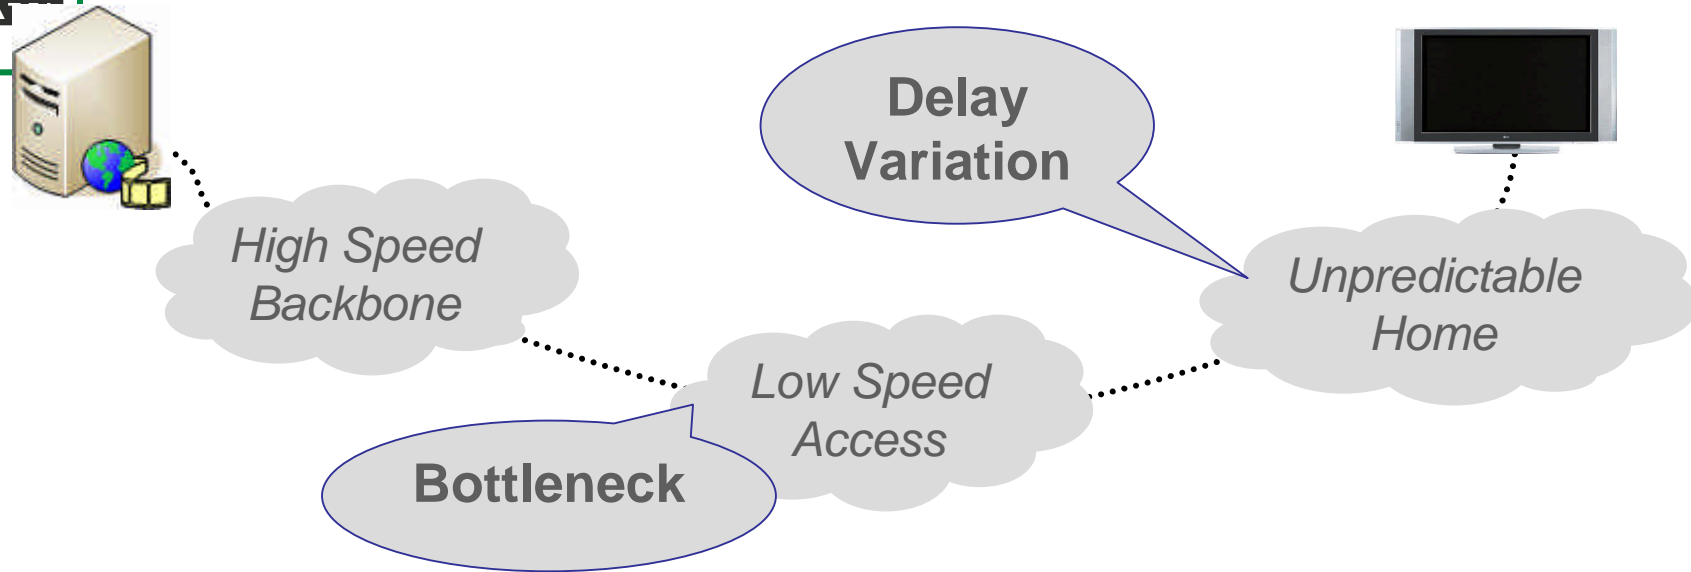 Delay
Variation
High Speed
Backbone
Unpredictable
Home
Low Speed
Access
Bottleneck